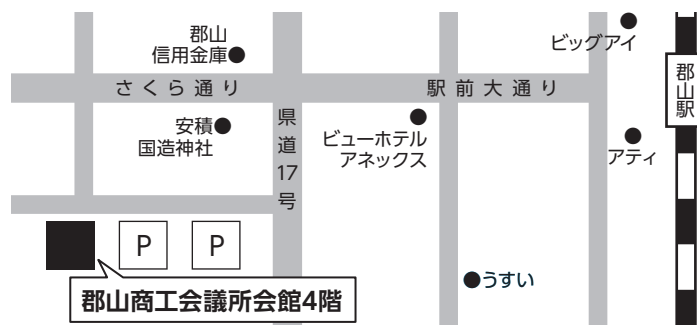 郡山
信用金庫
ビッグアイ
さくら通り
駅前大通り
郡山駅
安積
国造神社
県道17号
ビューホテル
アネックス
アティ
P
P
うすい
郡山商工会議所会館4階